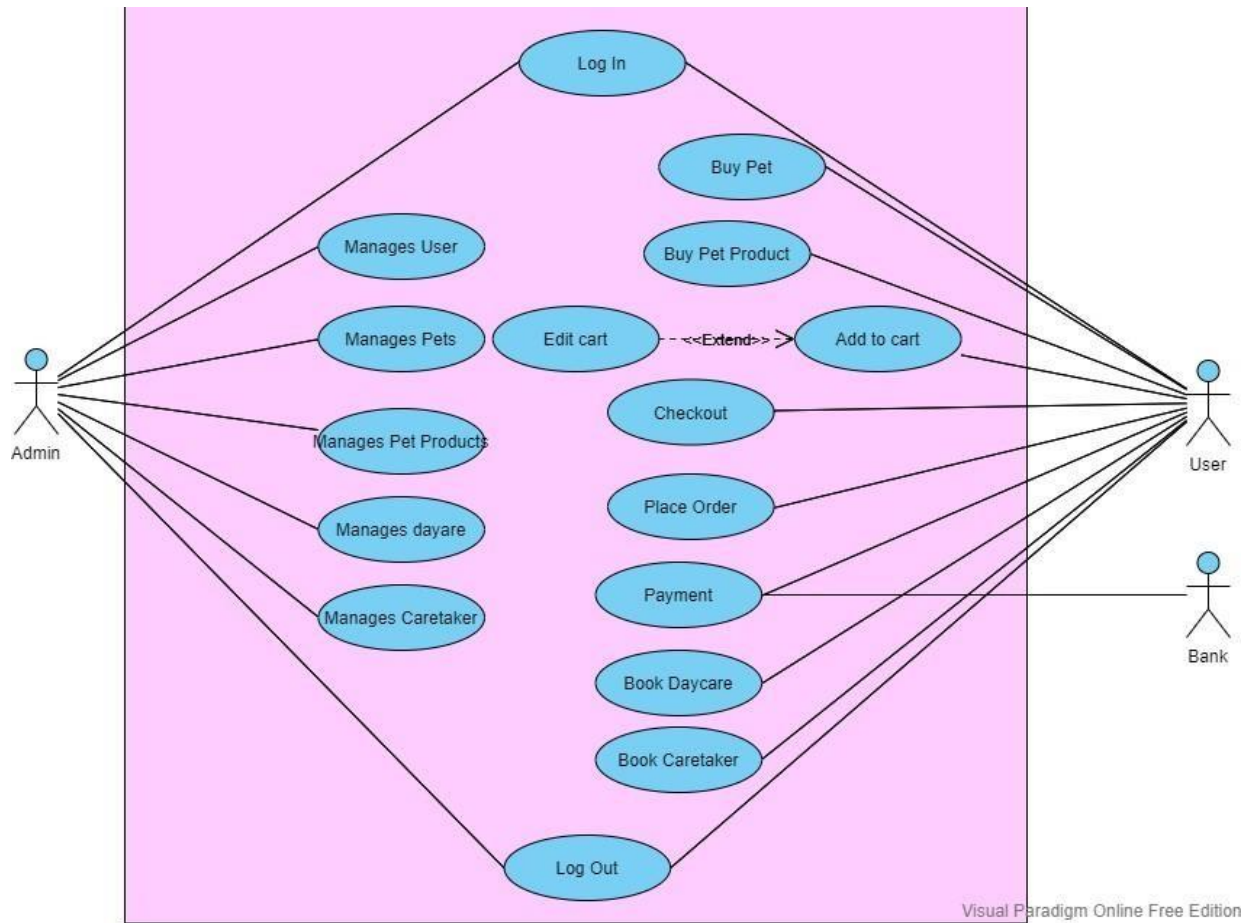 Log In
Buy Pet
Manages User
Buy Pet Product
Manages Pets
Edit cart
<<Extend>>
Add to cart
Checkout
Admin
Manages Pet Products
User
Place Order
Manages dayare
Payment
Manages Caretaker
Bank
Book Daycare
Book Caretaker
Log Out
Visual Paradigm Online Free Edition